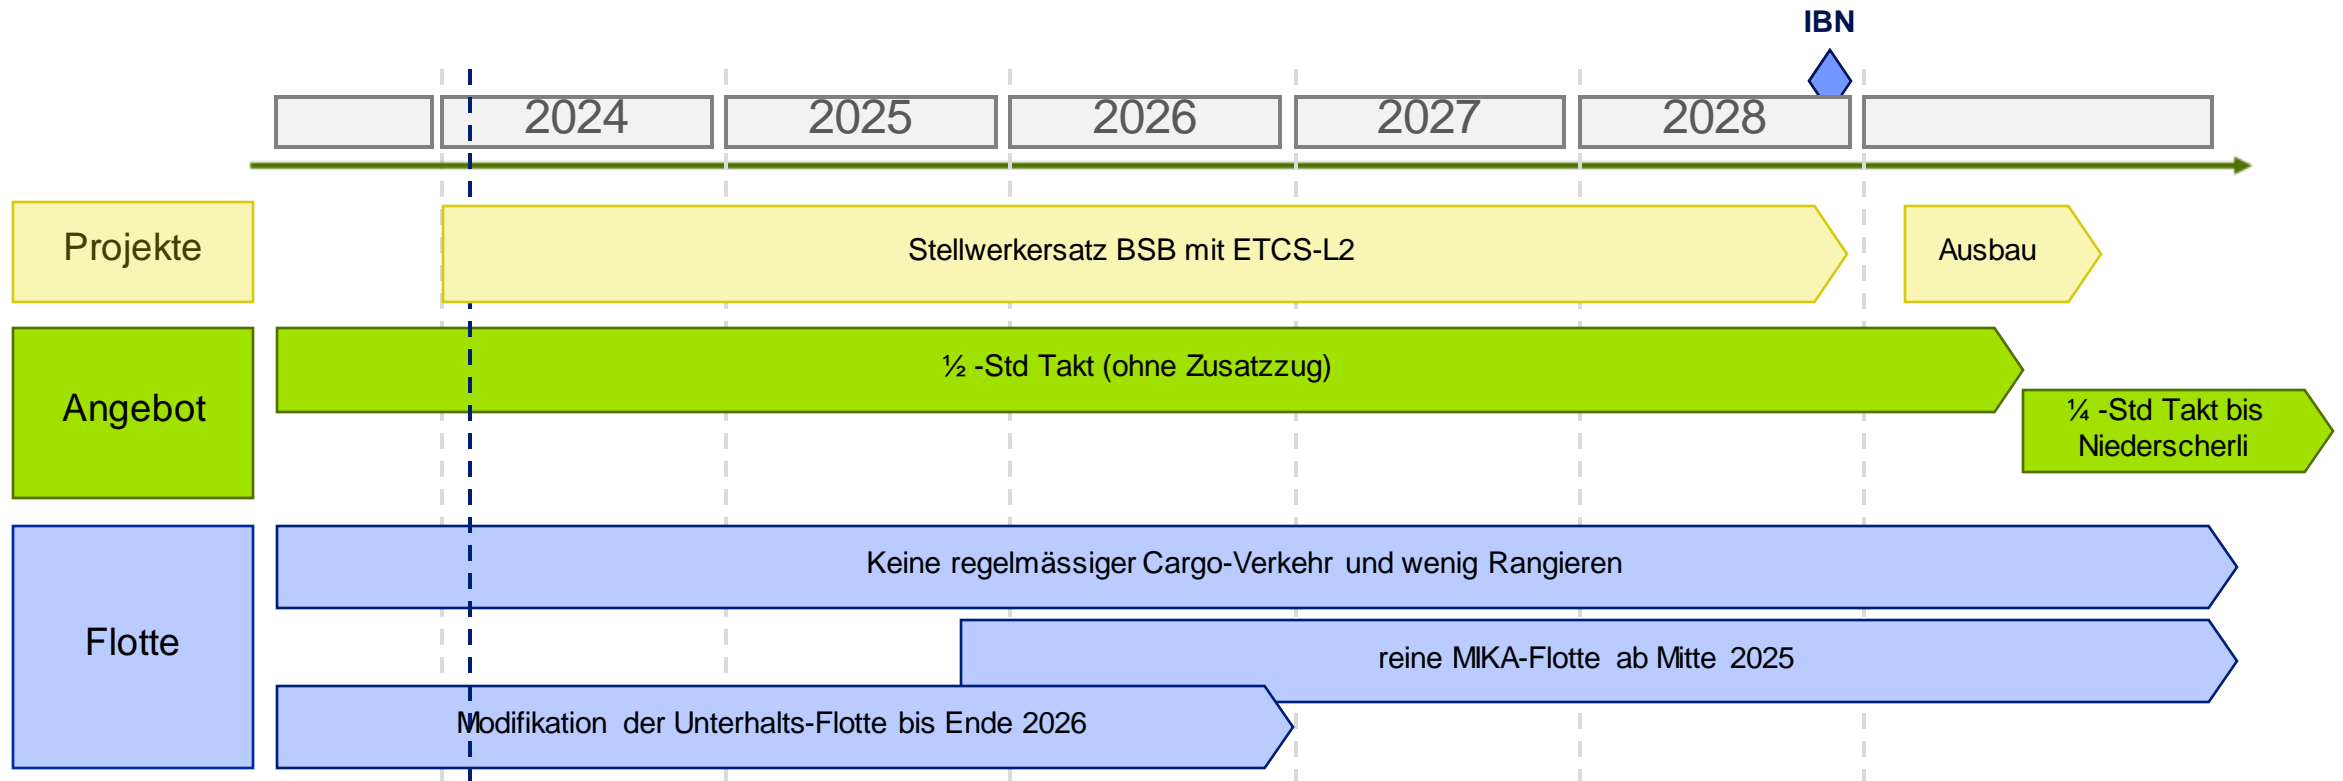 IBN
2024
2025
2026
2027
2028
Projekte
Stellwerkersatz BSB mit ETCS-L2
Ausbau
Angebot
½ -Std Takt (ohne Zusatzzug)
¼ -Std Takt bis
Niederscherli
Flotte
Keine regelmässiger Cargo-Verkehr und wenig Rangieren
reine MIKA-Flotte ab Mitte 2025
Modifikation der Unterhalts-Flotte bis Ende 2026